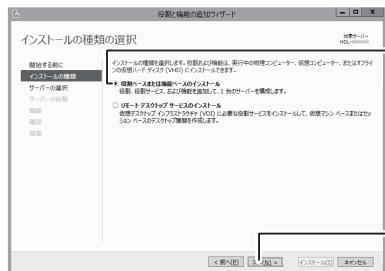 役割と機能の追加ウィザード
インストールの種類の選択
対象サーバー
HDL-
開始する前に
インストールの種類
サーバーの選択
サーバーの役割
機能
確認
結果
インストールの種類を選択します。役割および機能は、実行中の物理コンピューター、仮想コンピューター、またはオフライ
ンの仮想ハード ディスク (VHD) にインストールできます。
役割ベースまたは機能ベースのインストール
役割、役割サービス、および機能を追加して、1 台のサーバーを構成します。
リモート デスクトップ サービスのインストール
仮想デスクトップ インフラストラクチャ (VDI) に必要な役割サービスをインストールして、仮想マシン ベースまたはセッ
ション ベースのデスクトップ展開を作成します。
< 前へ(P)
(N) >
インストール(I)
キャンセル